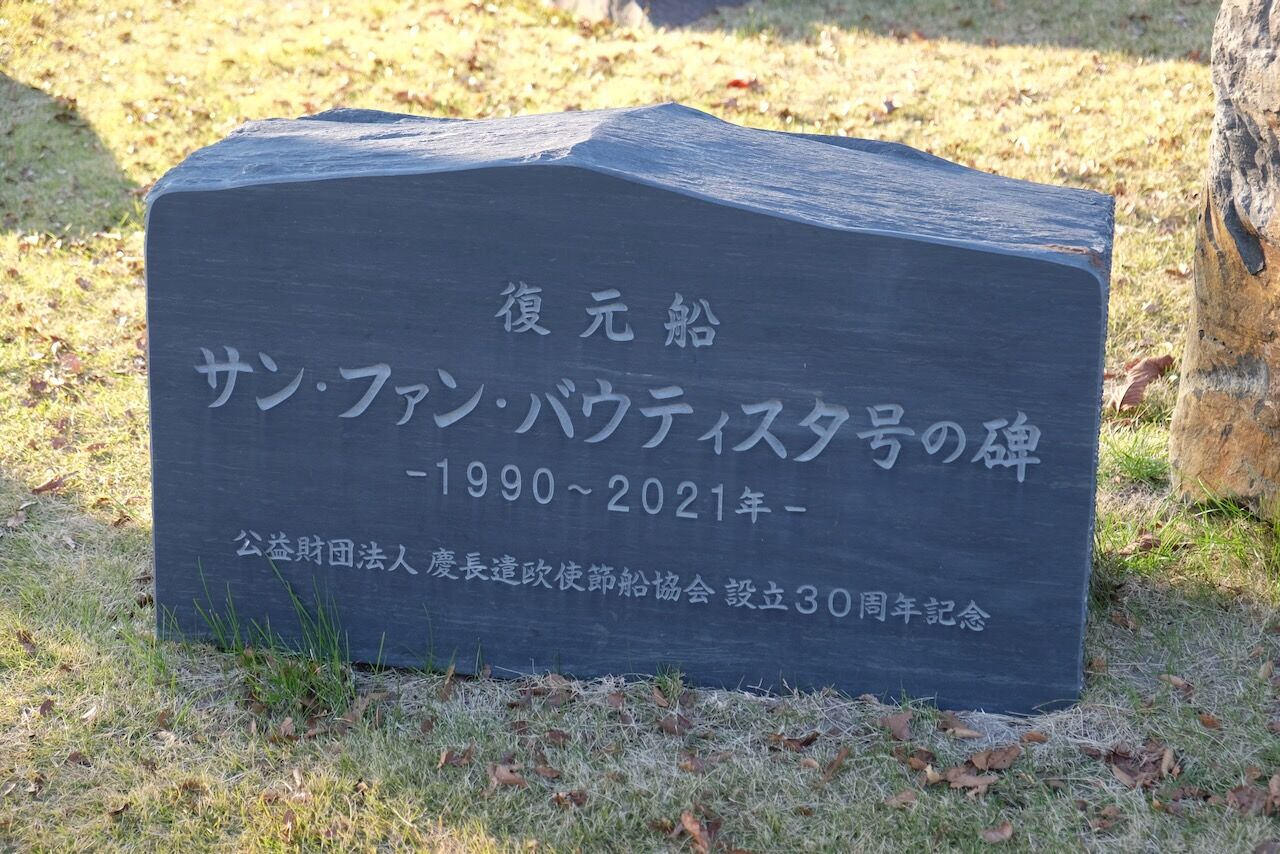 復元船
サン・ファン・バウティスタ号の碑
－1990～2021年－
公益財団法人 慶長遣欧使節船協会 設立30周年記念